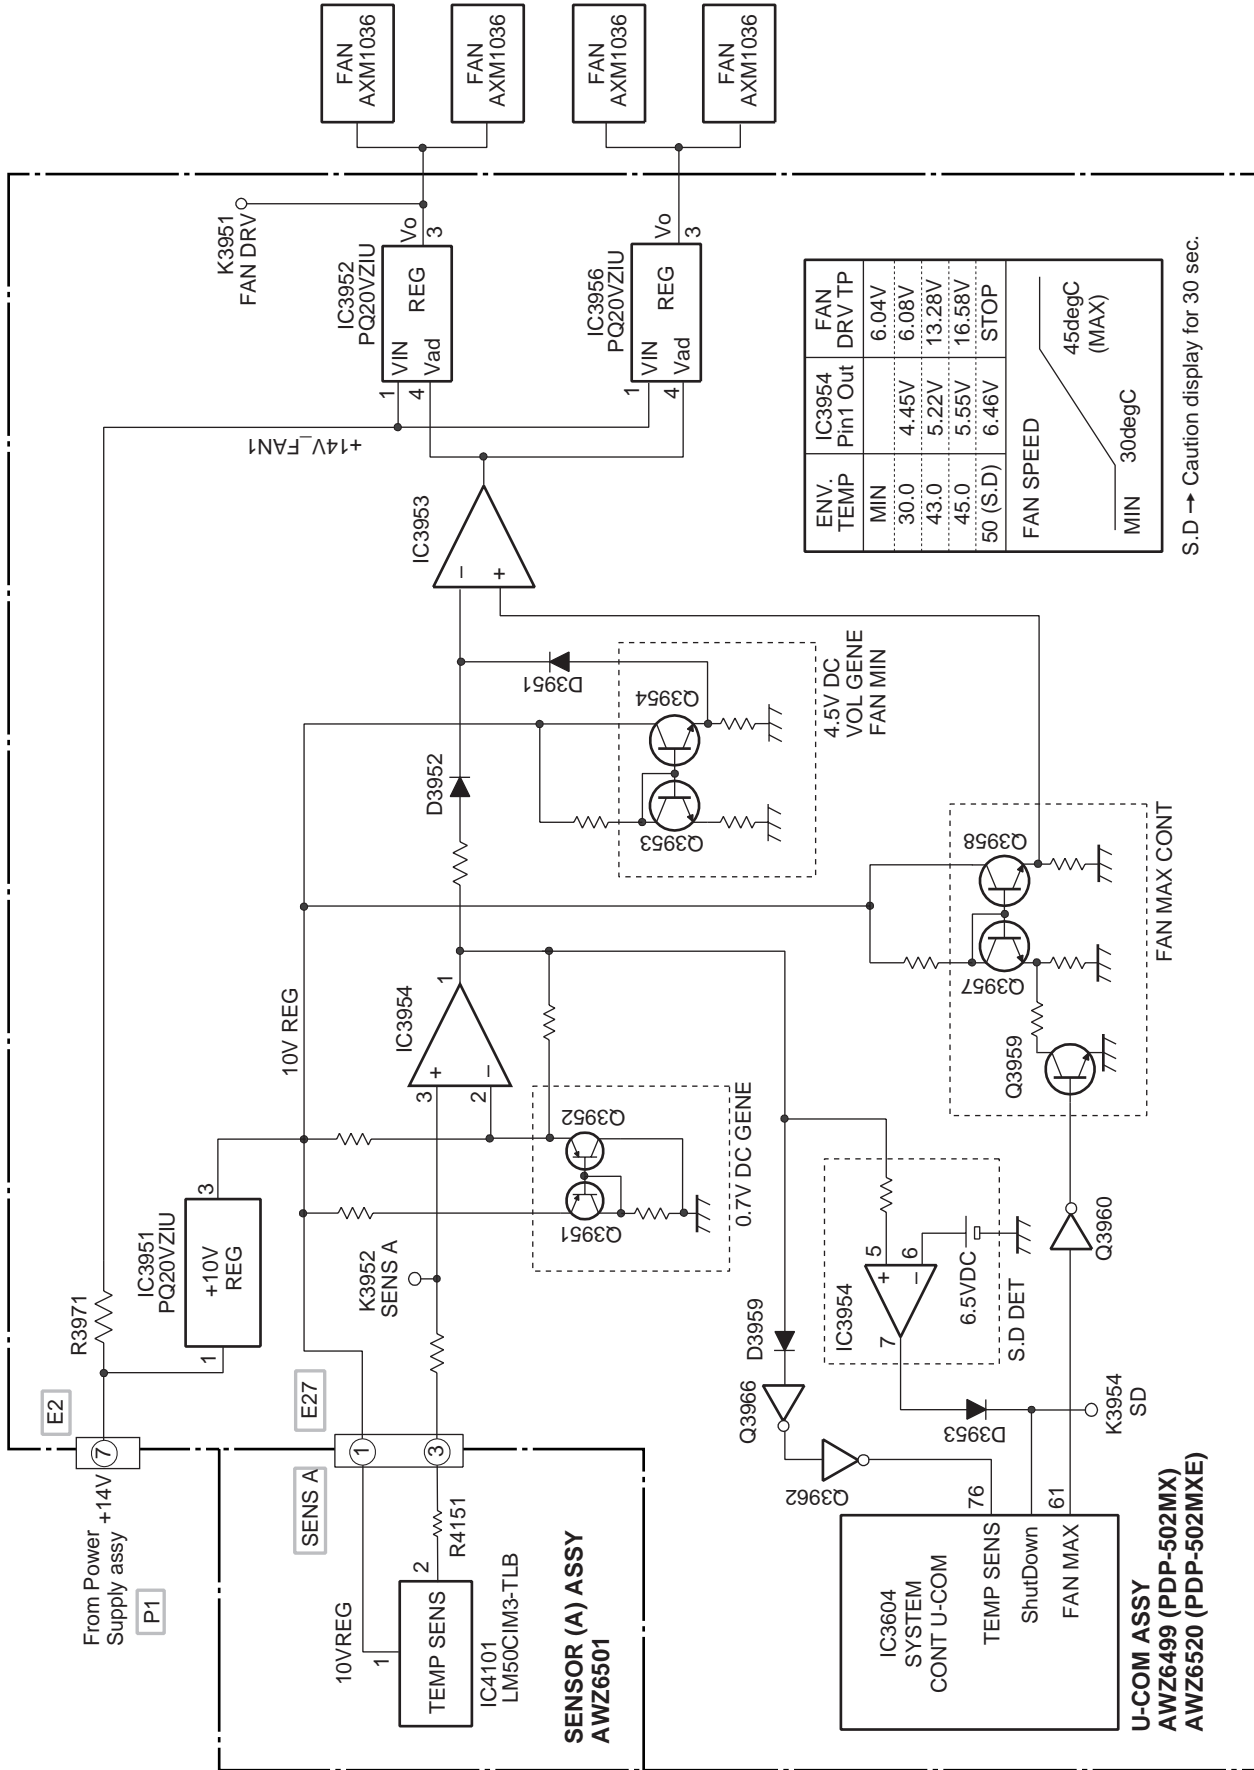 From Power
Supply assy
+14V
P1
7
E2
R3971
IC3951
PQ20VZIU
+10V
REG
1
3
10V REG
+14V_FAN1
K3951
FAN DRV
IC3952
PQ20VZIU
1
VIN
4
Vad
REG
Vo
3
IC3956
PQ20VZIU
1
VIN
4
Vad
REG
Vo
3
FAN
AXM1036
FAN
AXM1036
FAN
AXM1036
FAN
AXM1036
SENS A
E27
1
3
10VREG
1
TEMP SENS
2
R4151
IC4101
LM50CIM3-TLB
SENSOR (A) ASSY
AWZ6501
K3952
SENS A
IC3954
3
+
2
–
1
Q3951
Q3952
0.7V DC GENE
D3952
D3951
IC3953
–
+
Q3953
Q3954
4.5V DC
VOL GENE
FAN MIN
D3959
Q3966
Q3962
IC3954
5
+
6
–
7
6.5VDC
S.D DET
D3953
K3954
SD
Q3960
Q3959
Q3957
Q3958
FAN MAX CONT
IC3604
SYSTEM
CONT U-COM
TEMP SENS
76
ShutDown
FAN MAX
61
U-COM ASSY
AWZ6499 (PDP-502MX)
AWZ6520 (PDP-502MXE)
ENV. TEMP IC3954 Pin1 Out FAN DRV TP
MIN 6.04V
30.0 4.45V 6.08V
43.0 5.22V 13.28V
45.0 5.55V 16.58V
50 (S.D) 6.46V STOP
FAN SPEED
MIN
30degC
45degC
(MAX)
S.D → Caution display for 30 sec.